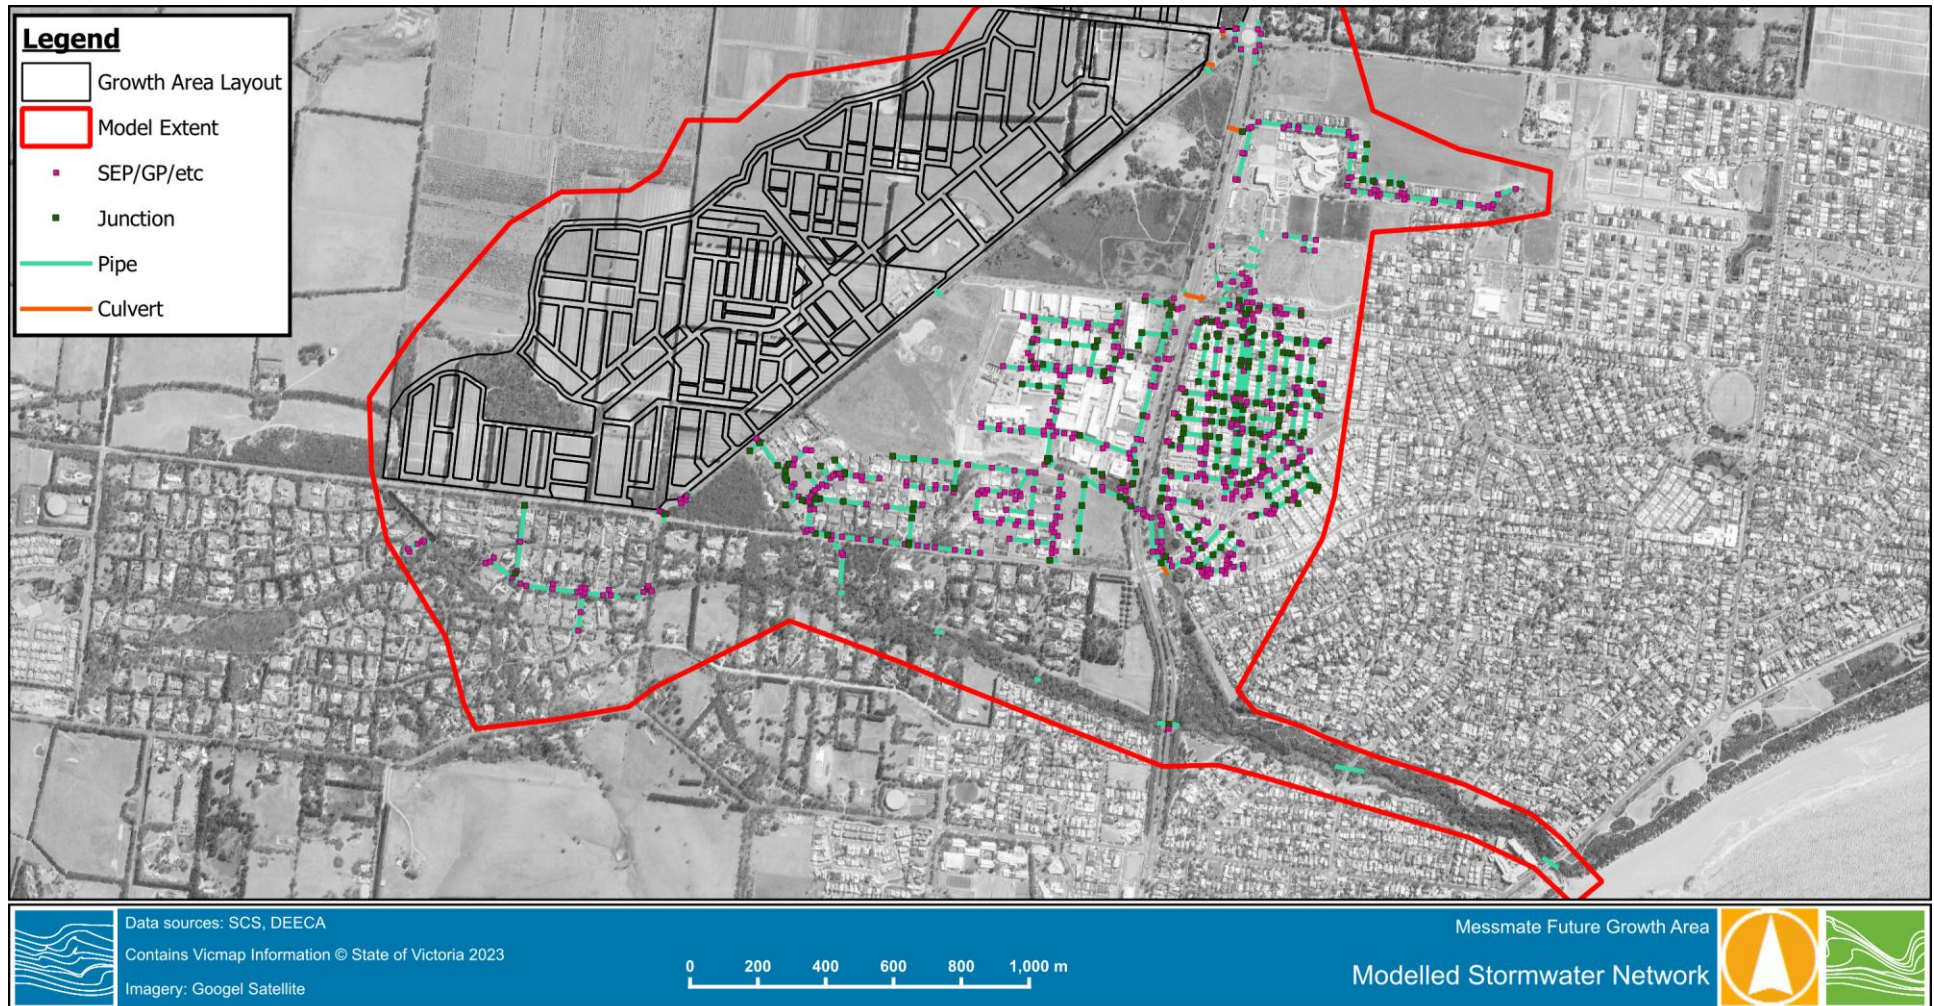 Legend
Growth Area Layout
Model Extent
SEP/GP/etc
Junction
Pipe
Culvert
Data sources: SCS, DEECA
Contains Vicmap Information © State of Victoria 2023
Imagery: Googel Satellite
0 200 400 600 800 1,000 m
Messmate Future Growth Area
Modelled Stormwater Network